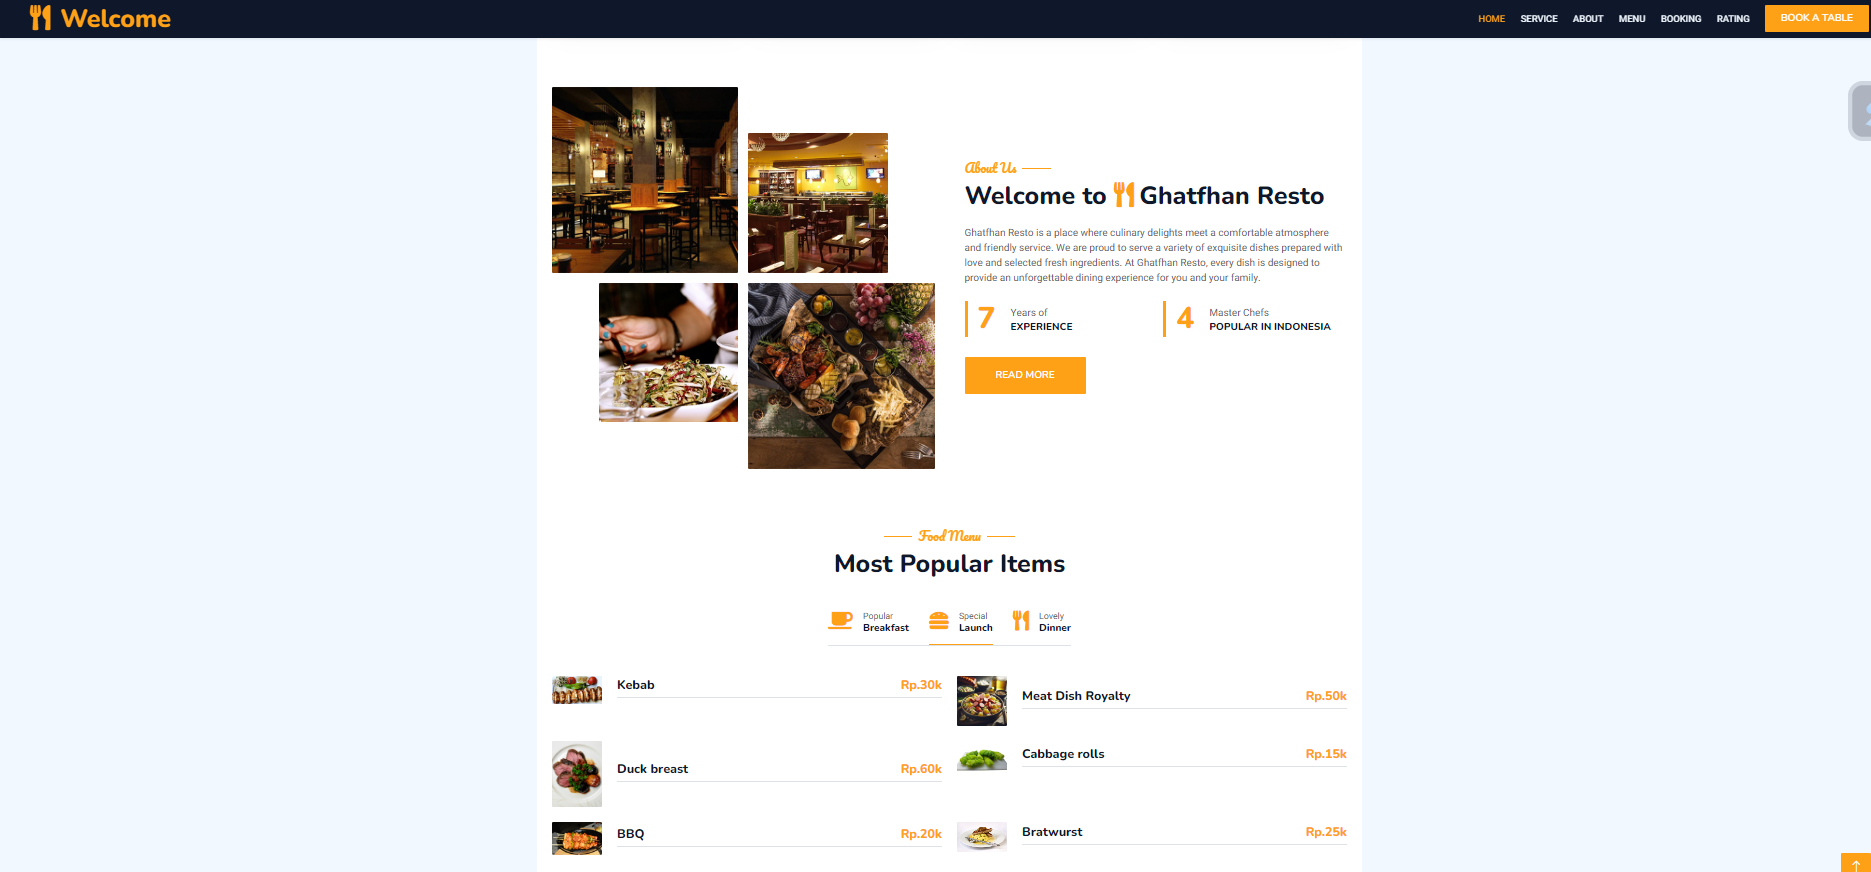 Welcome
HOME SERVICE ABOUT MENU BOOKING RATING BOOK A TABLE
About Us
Welcome to Ghatfhan Resto
Ghatfhan Resto is a place where culinary delights meet a comfortable atmosphere
and friendly service. We are proud to serve a variety of exquisite dishes prepared with
love and selected fresh ingredients. At Ghatfhan Resto, every dish is designed to
provide an unforgettable dining experience for you and your family.
7 Years of EXPERIENCE
4 Master Chefs POPULAR IN INDONESIA
READ MORE
Food Menu
Most Popular Items
Popular Breakfast
Special Launch
Lovely Dinner
Kebab Rp.30k
Meat Dish Royalty Rp.50k
Duck breast Rp.60k
Cabbage rolls Rp.15k
BBQ Rp.20k
Bratwurst Rp.25k